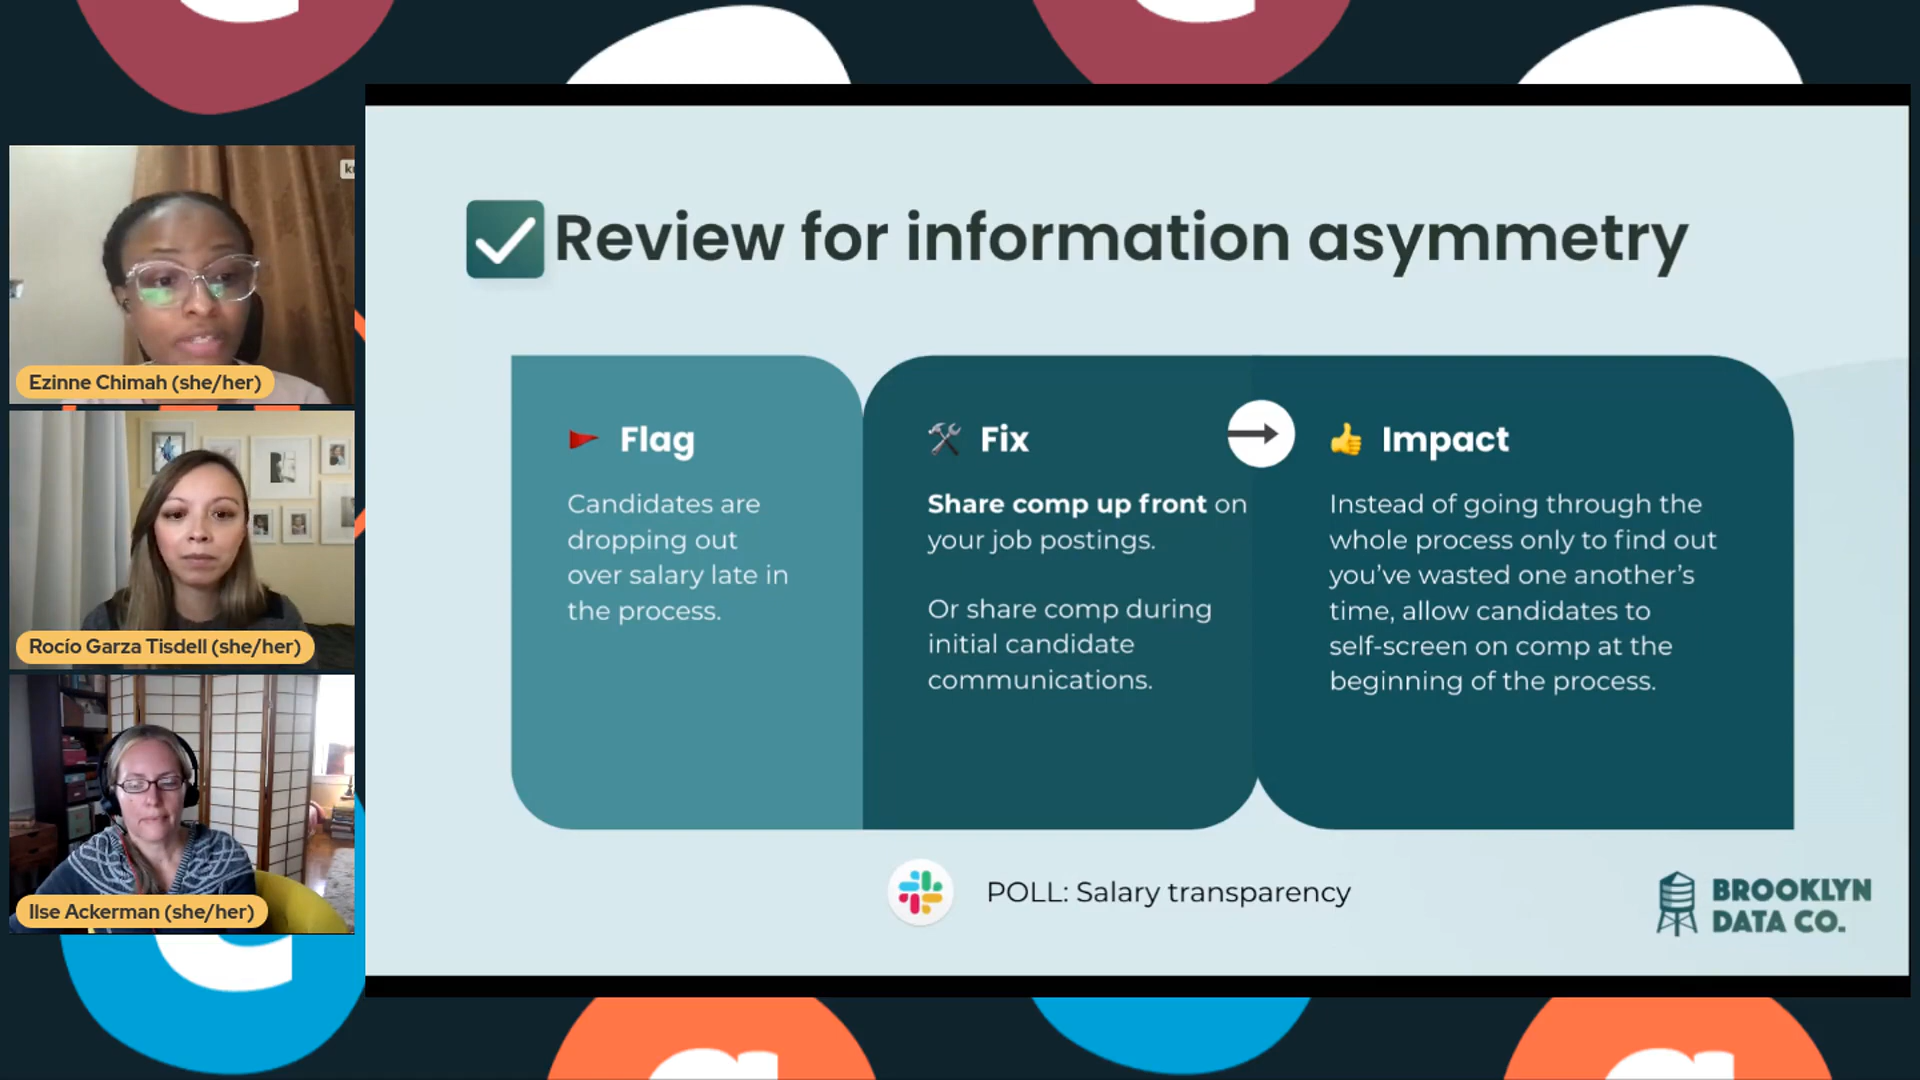 Ezinne Chimah (she/her)
Rocío Garza Tisdell (she/her)
Ilse Ackerman (she/her)
Review for information asymmetry
Flag
Candidates are
dropping out
over salary late in
the process.
Fix
Share comp up front on
your job postings.
Or share comp during
initial candidate
communications.
Impact
Instead of going through the
whole process only to find out
you’ve wasted one another’s
time, allow candidates to
self-screen on comp at the
beginning of the process.
POLL: Salary transparency
BROOKLYN
DATA CO.